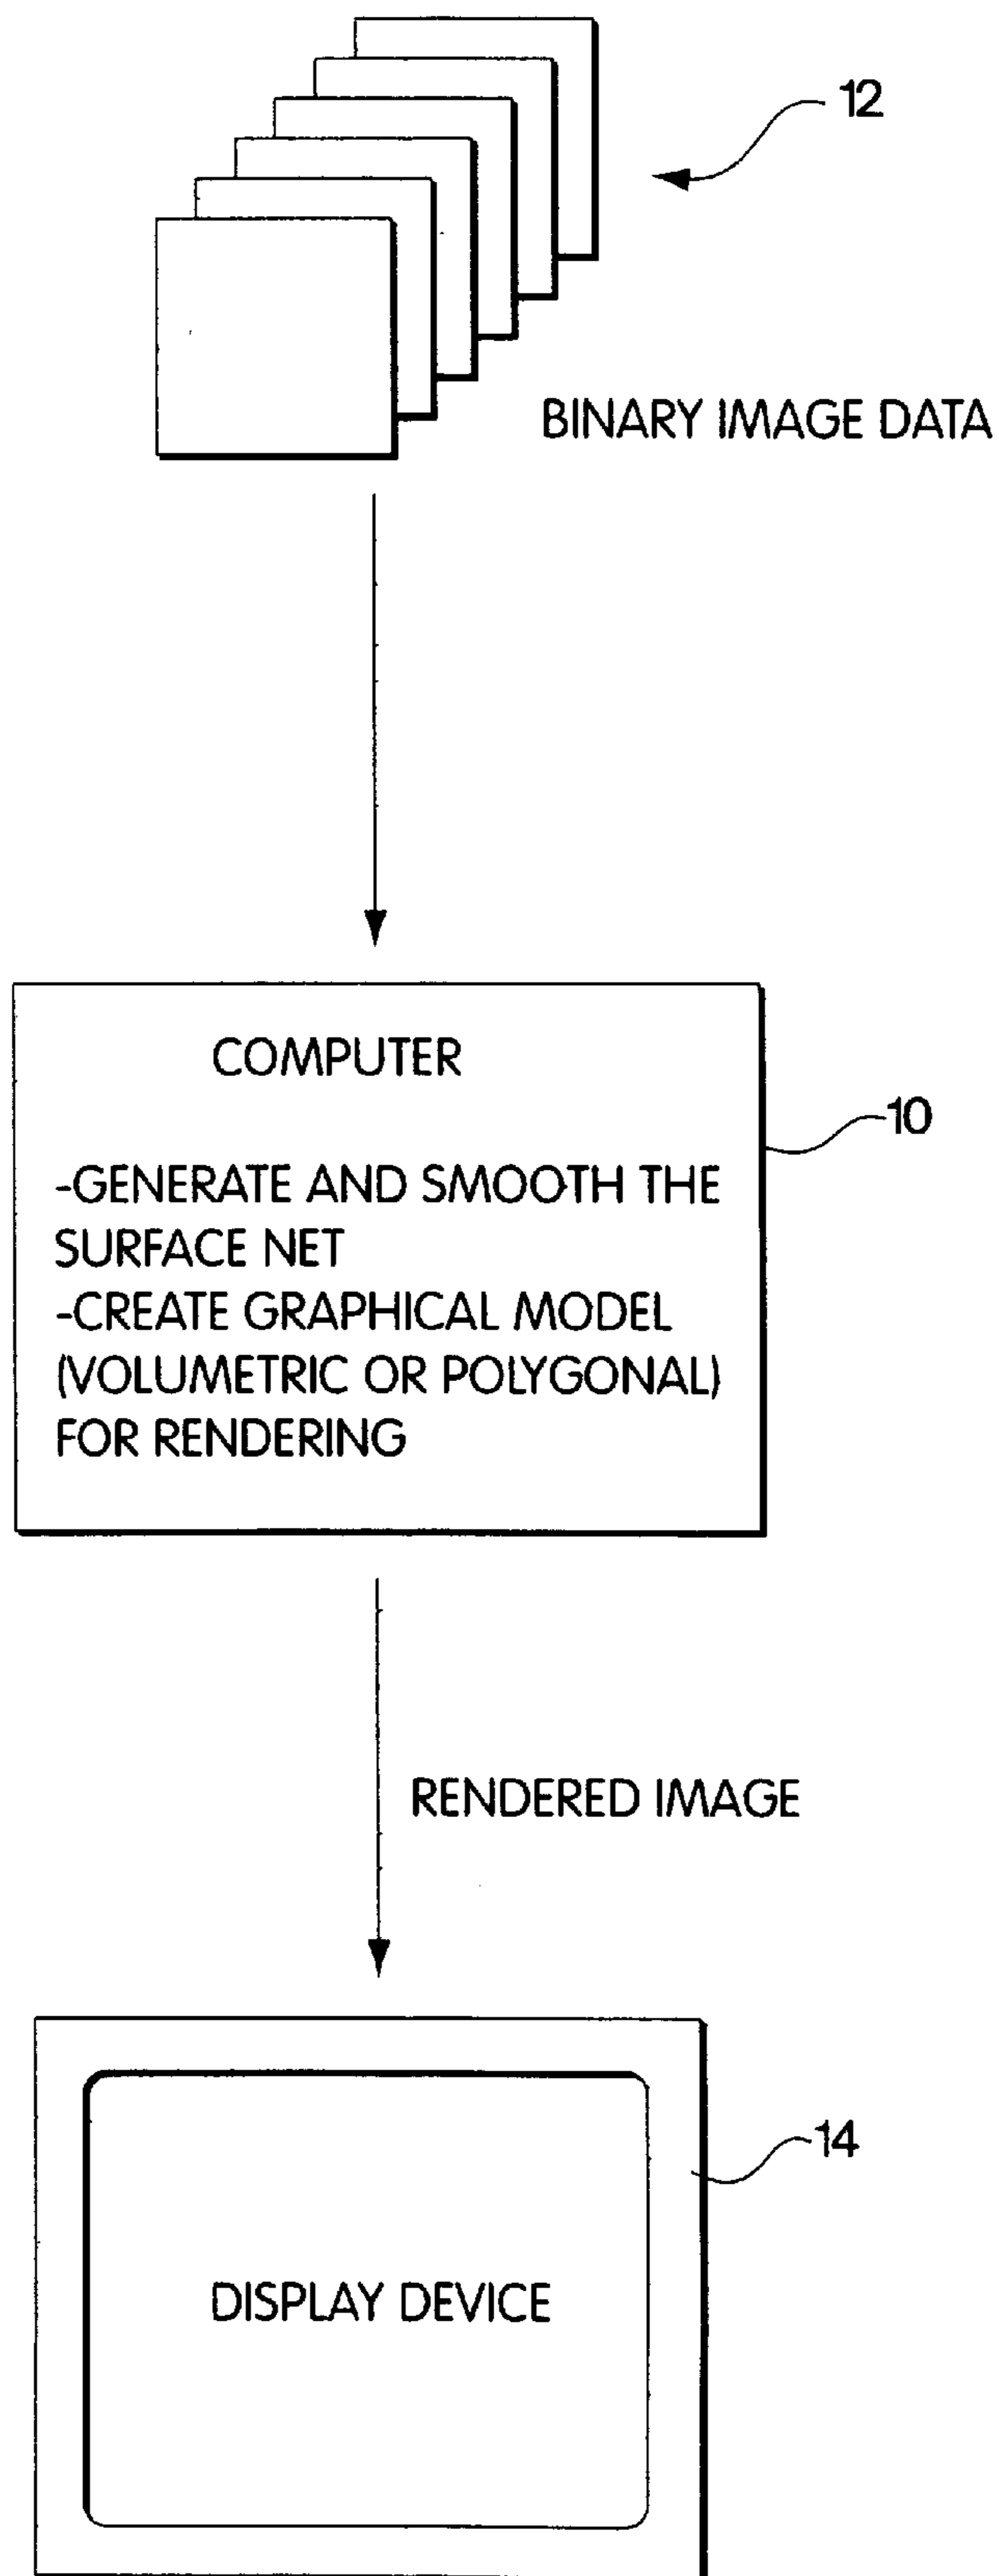 12
BINARY IMAGE DATA
COMPUTER
10
-GENERATE AND SMOOTH THE
SURFACE NET
-CREATE GRAPHICAL MODEL
(VOLUMETRIC OR POLYGONAL)
FOR RENDERING
RENDERED IMAGE
14
DISPLAY DEVICE